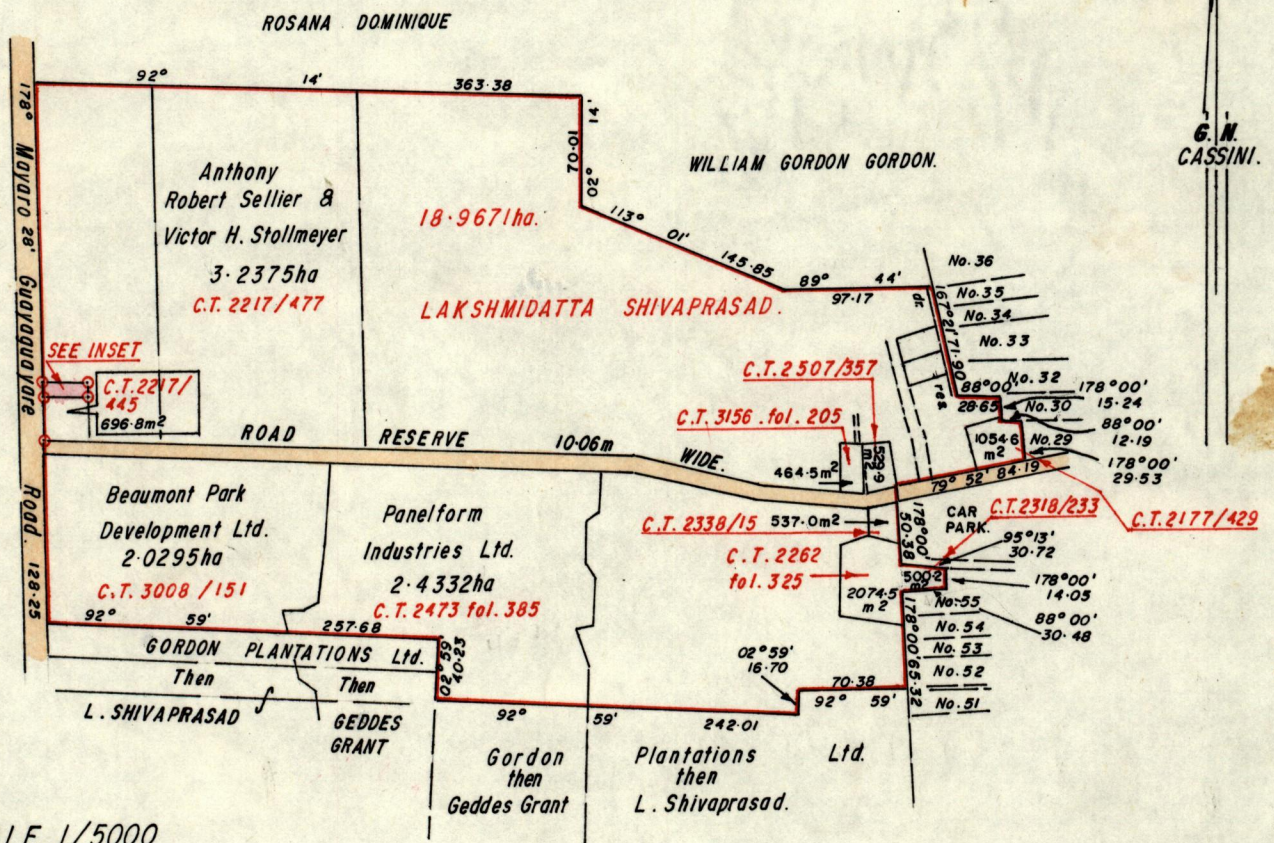 ROSANA DOMINIQUE
92° 14' 363·38
178° Mayaro 28' Guayaguayare Road. 128·25
70·01
02° 14'
G. N.
CASSINI.
WILLIAM GORDON GORDON.
Anthony
Robert Sellier &
Victor H. Stollmeyer
3·2375ha
C.T. 2217/477
18·9671ha.
113° 01' 145·85
89° 44'
97·17
LAKSHMIDATTA SHIVAPRASAD.
No. 36
No. 35
No. 34
No. 33
No. 32
No. 30
No. 29
dr.
res
167° 21' 71·90
SEE INSET
C.T. 2217/
445
696·8m²
C.T. 2507/357
C.T. 3156 . fol. 205
88°00'
28·65
178°00'
15·24
88°00'
12·19
178°00'
29·53
1054·6
m²
ROAD RESERVE 10·06m WIDE.
464·5m²
529·9
m²
79° 52' 84·19
Beaumont Park
Development Ltd.
2·0295ha
C.T. 3008 /151
Panelform
Industries Ltd.
2·4332ha
C.T. 2473 fol. 385
C.T. 2338/15
537·0m²
C.T. 2262
fol. 325
2074·5
m²
178°00'
50·38
CAR
PARK.
C.T. 2318/233
C.T. 2177/429
95°13'
30·72
500·2
m²
178°00'
14·05
88° 00'
30·48
No. 55
No. 54
No. 53
No. 52
No. 51
178°00' 65·32
92° 59' 257·68
GORDON PLANTATIONS Ltd.
Then Then
L. SHIVAPRASAD
GEDDES
GRANT
02° 59'
40·23
02° 59'
16·70
70·38
92° 59'
92° 59' 242·01
Gordon Plantations Ltd.
then then
Geddes Grant L. Shivaprasad.
1/5000